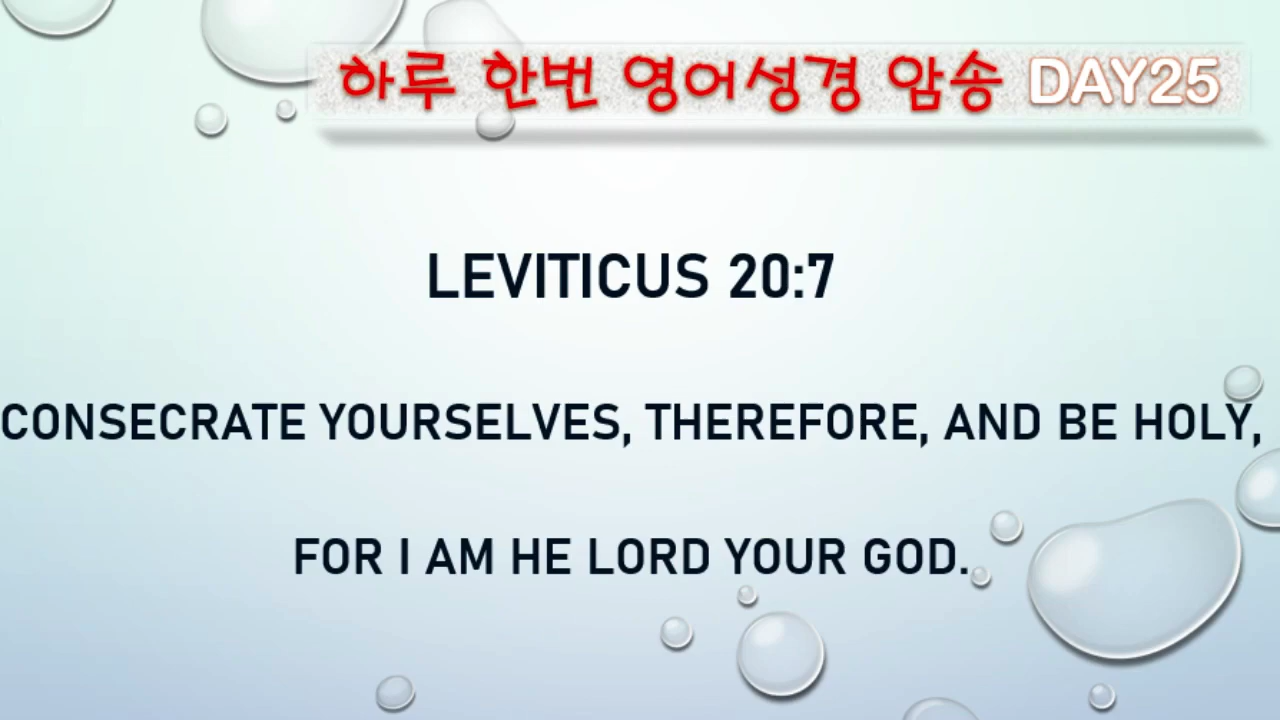 하루 한번 영어성경 암송 DAY25
LEVITICUS 20:7
CONSECRATE YOURSELVES, THEREFORE, AND BE HOLY,
FOR I AM HE LORD YOUR GOD.